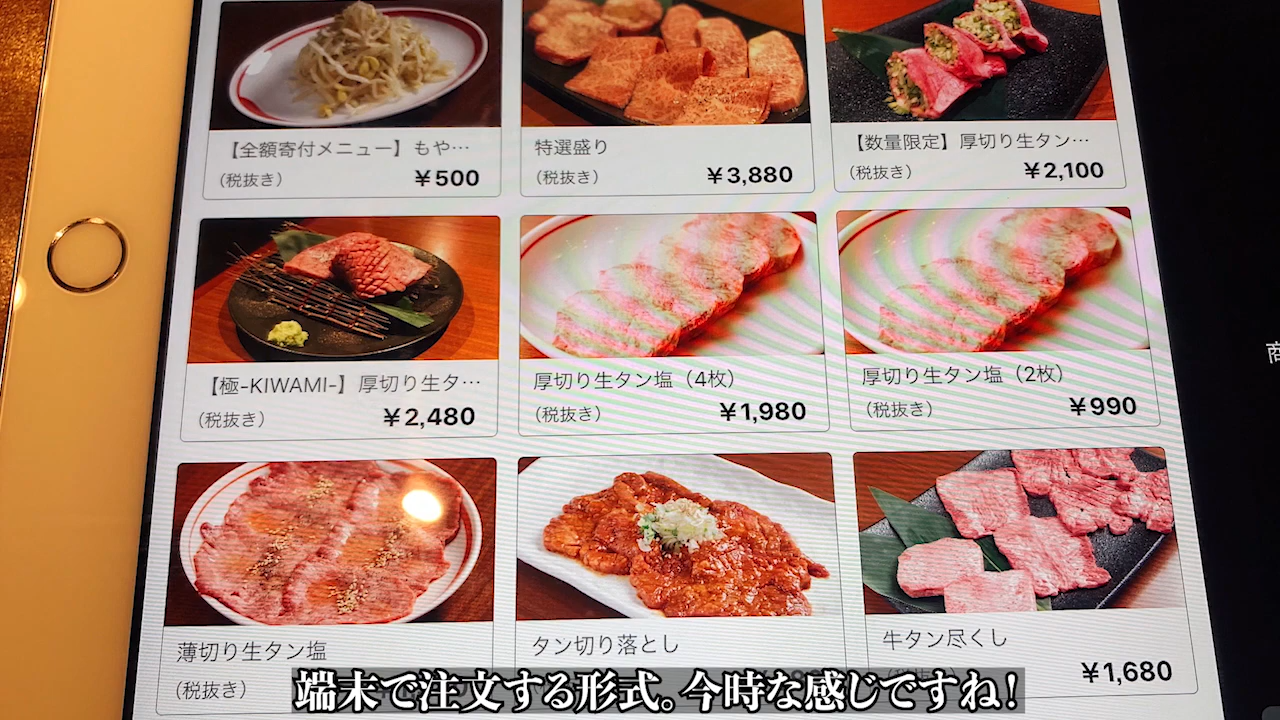 【全額寄付メニュー】もや…
(税抜き) ¥500
特選盛り
(税抜き) ¥3,880
【数量限定】厚切り生タン…
(税抜き) ¥2,100
【極-KIWAMI-】厚切り生タ…
(税抜き) ¥2,480
厚切り生タン塩（4枚）
(税抜き) ¥1,980
厚切り生タン塩（2枚）
(税抜き) ¥990
薄切り生タン塩
(税抜き)
タン切り落とし
牛タン尽くし
¥1,680
商
端末で注文する形式。今時な感じですね!